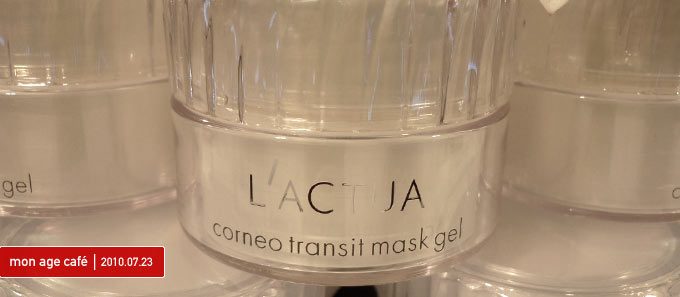 L'ACTUA
corneo transit mask gel
gel
mon age café | 2010.07.23